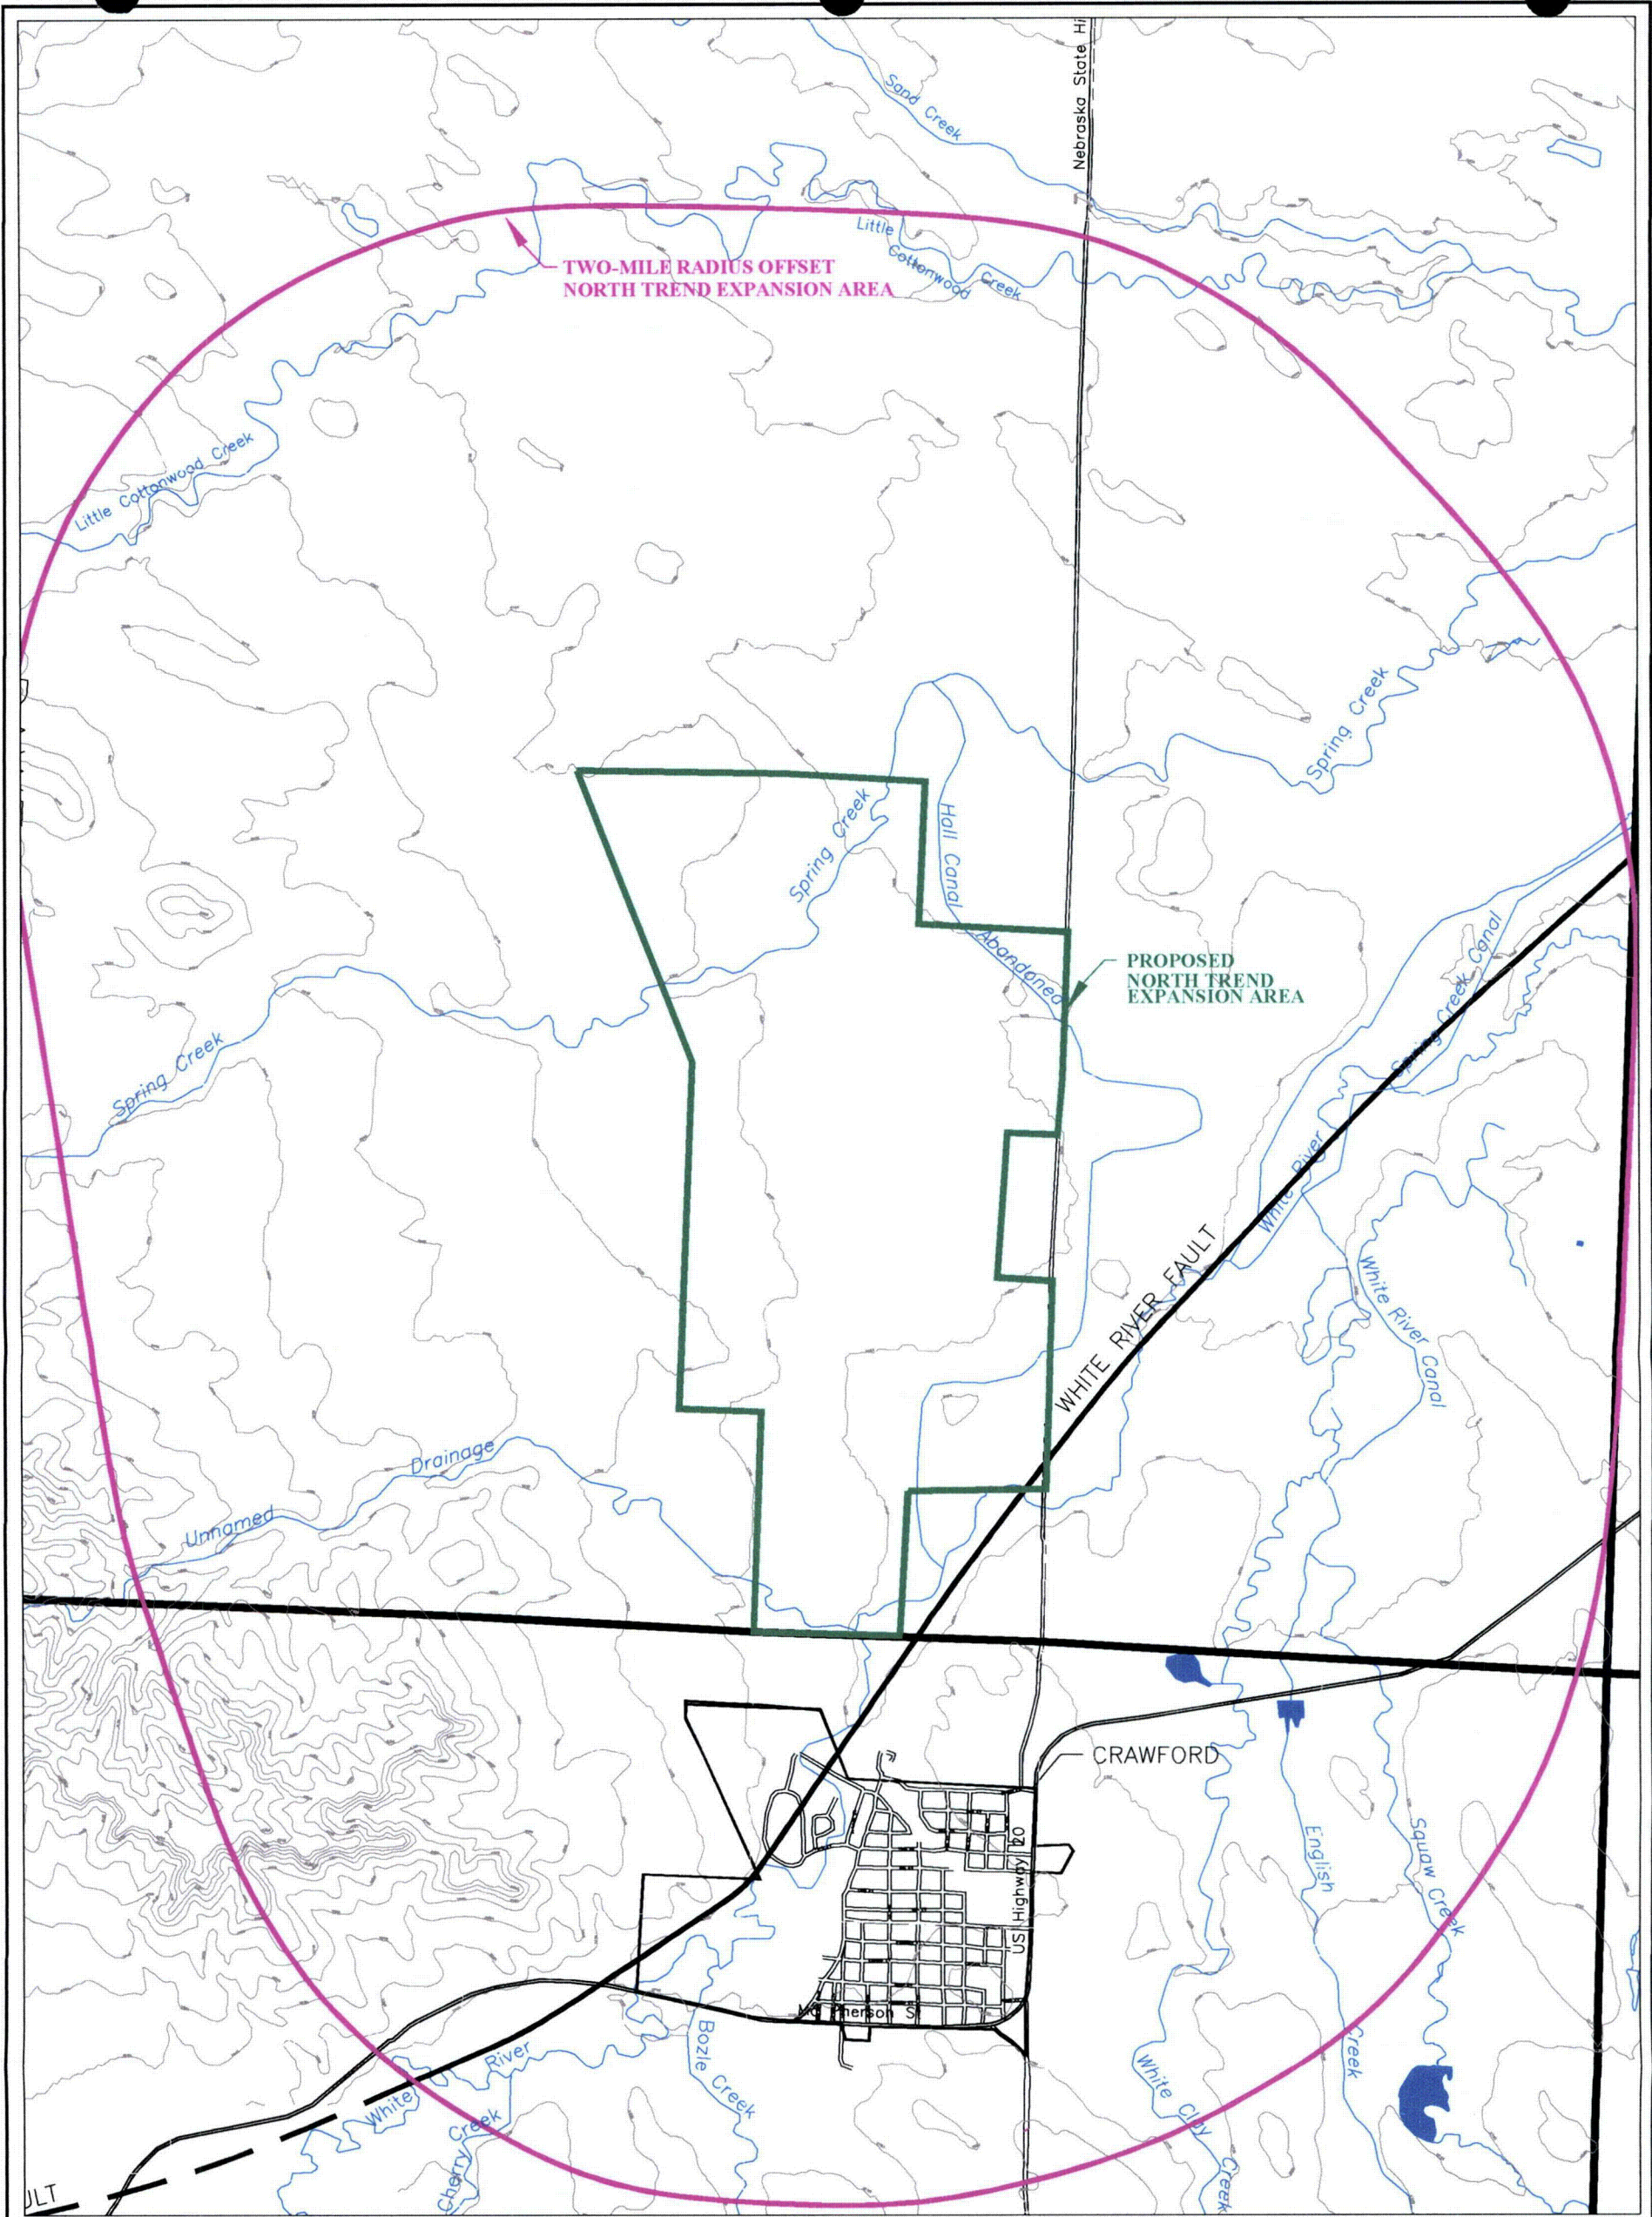 Nebraska State Hi
Sand Creek
Little
Cottonwood
Creek
TWO-MILE RADIUS OFFSET
NORTH TREND EXPANSION AREA
Little Cottonwood Creek
Spring Creek
Spring Creek
Hall Canal
Abandoned
PROPOSED
NORTH TREND
EXPANSION AREA
Spring Creek Canal
Spring Creek
White River
WHITE RIVER FAULT
White River Canal
Drainage
Unnamed
CRAWFORD
US Highway 20
English
Squaw Creek
Mc Pherson St
Bozle Creek
River
White
Creek
White Clay
Creek
Cherry Creek
ULT